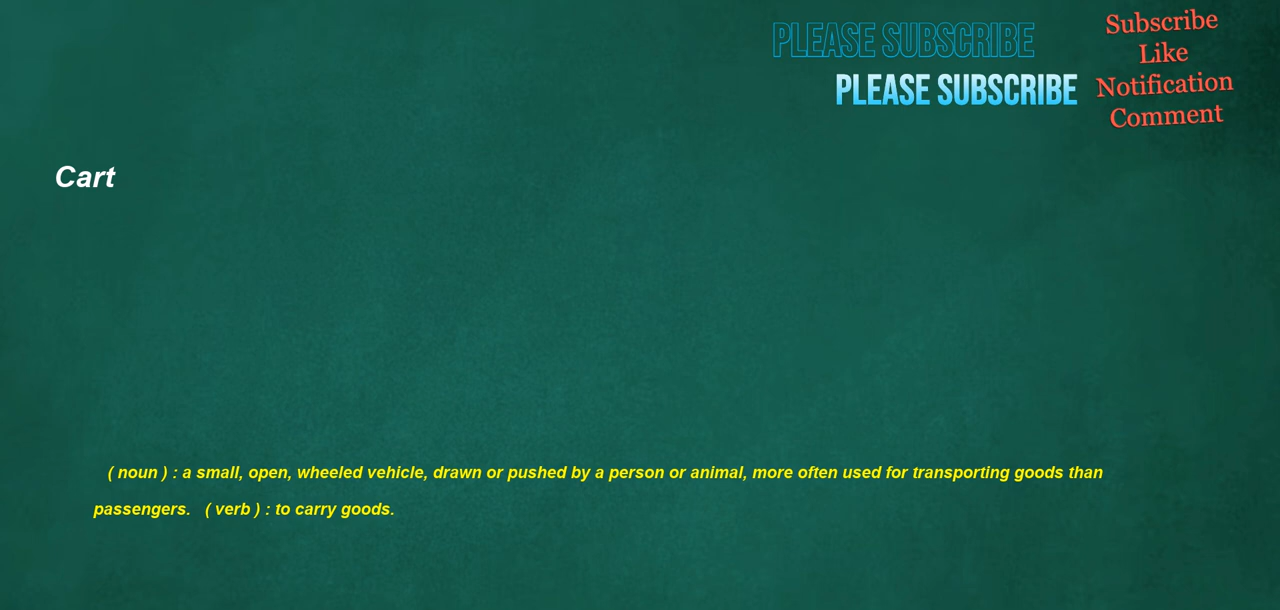 PLEASE SUBSCRIBE
PLEASE SUBSCRIBE
Subscribe
Like
Notification
Comment
Cart
( noun ) : a small, open, wheeled vehicle, drawn or pushed by a person or animal, more often used for transporting goods than
passengers. ( verb ) : to carry goods.